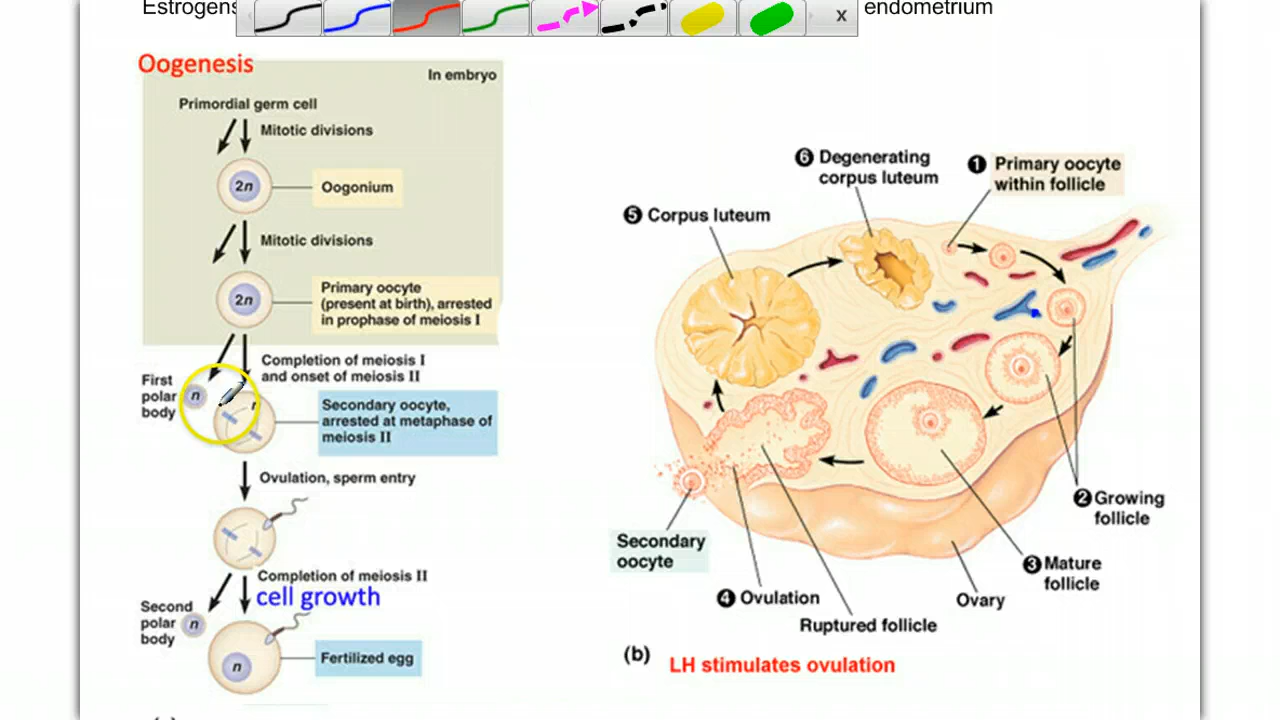 Estrogens
endometrium
x
Oogenesis
In embryo
Primordial germ cell
Mitotic divisions
2n
Oogonium
Mitotic divisions
2n
Primary oocyte
(present at birth), arrested
in prophase of meiosis I
Completion of meiosis I
and onset of meiosis II
First
polar
body
n
n
Secondary oocyte,
arrested at metaphase of
meiosis II
Ovulation, sperm entry
Completion of meiosis II
cell growth
Second
polar
body
n
n
Fertilized egg
6 Degenerating
corpus luteum
1 Primary oocyte
within follicle
5 Corpus luteum
2 Growing
follicle
Secondary
oocyte
3 Mature
follicle
4 Ovulation
Ovary
Ruptured follicle
(b)
LH stimulates ovulation